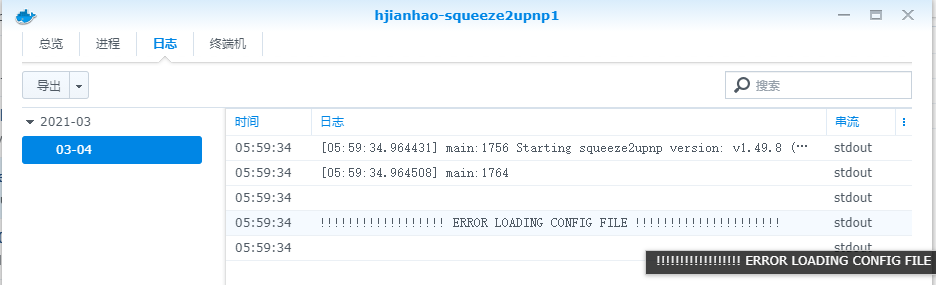 hjianhao-squeeze2upnp1
总览 进程 日志 终端机
导出 搜索
2021-03
03-04
时间 日志 串流
05:59:34 [05:59:34.964431] main:1756 Starting squeeze2upnp version: v1.49.8 (··· stdout
05:59:34 [05:59:34.964508] main:1764 stdout
05:59:34 stdout
05:59:34 !!!!!!!!!!!!!!!!!! ERROR LOADING CONFIG FILE !!!!!!!!!!!!!!!!!!!!! stdout
05:59:34 stdout
!!!!!!!!!!!!!!!!!! ERROR LOADING CONFIG FILE